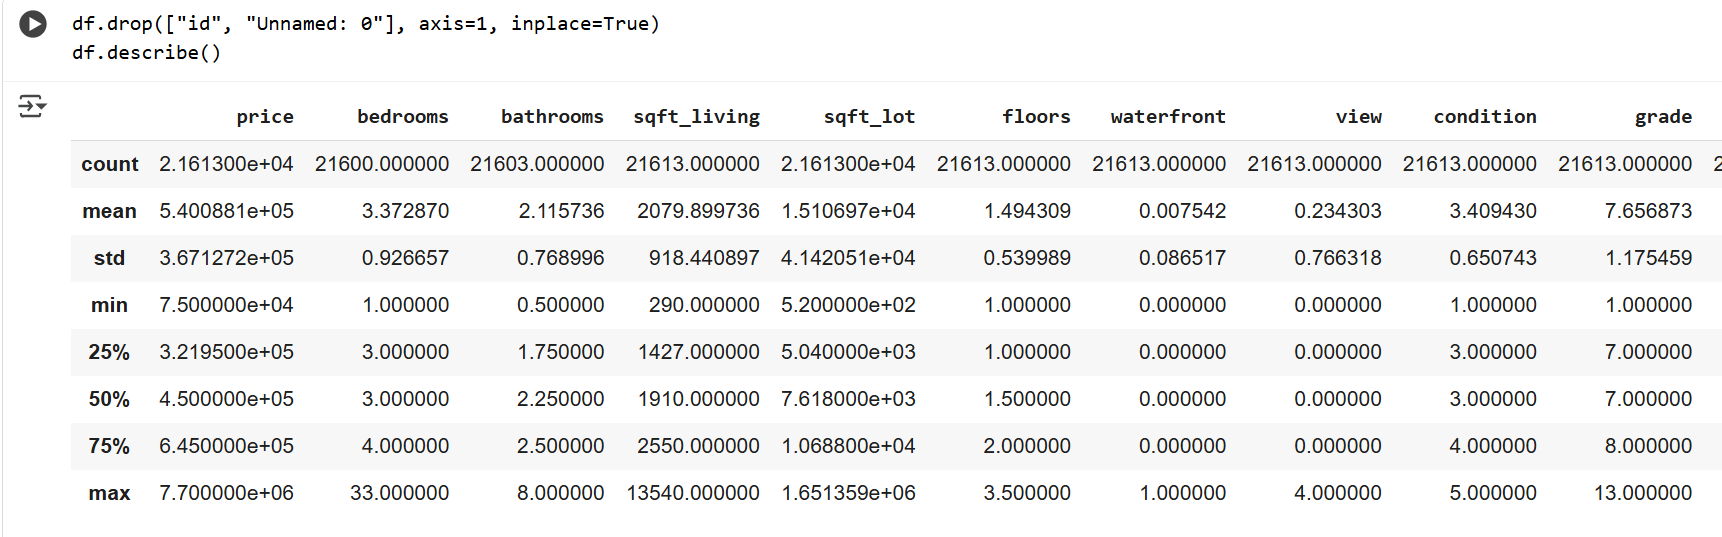 df.drop(["id", "Unnamed: 0"], axis=1, inplace=True)
df.describe()
price bedrooms bathrooms sqft_living sqft_lot floors waterfront view condition grade
count 2.161300e+04 21600.000000 21603.000000 21613.000000 2.161300e+04 21613.000000 21613.000000 21613.000000 21613.000000 21613.000000 2
mean 5.400881e+05 3.372870 2.115736 2079.899736 1.510697e+04 1.494309 0.007542 0.234303 3.409430 7.656873
std 3.671272e+05 0.926657 0.768996 918.440897 4.142051e+04 0.539989 0.086517 0.766318 0.650743 1.175459
min 7.500000e+04 1.000000 0.500000 290.000000 5.200000e+02 1.000000 0.000000 0.000000 1.000000 1.000000
25% 3.219500e+05 3.000000 1.750000 1427.000000 5.040000e+03 1.000000 0.000000 0.000000 3.000000 7.000000
50% 4.500000e+05 3.000000 2.250000 1910.000000 7.618000e+03 1.500000 0.000000 0.000000 3.000000 7.000000
75% 6.450000e+05 4.000000 2.500000 2550.000000 1.068800e+04 2.000000 0.000000 0.000000 4.000000 8.000000
max 7.700000e+06 33.000000 8.000000 13540.000000 1.651359e+06 3.500000 1.000000 4.000000 5.000000 13.000000